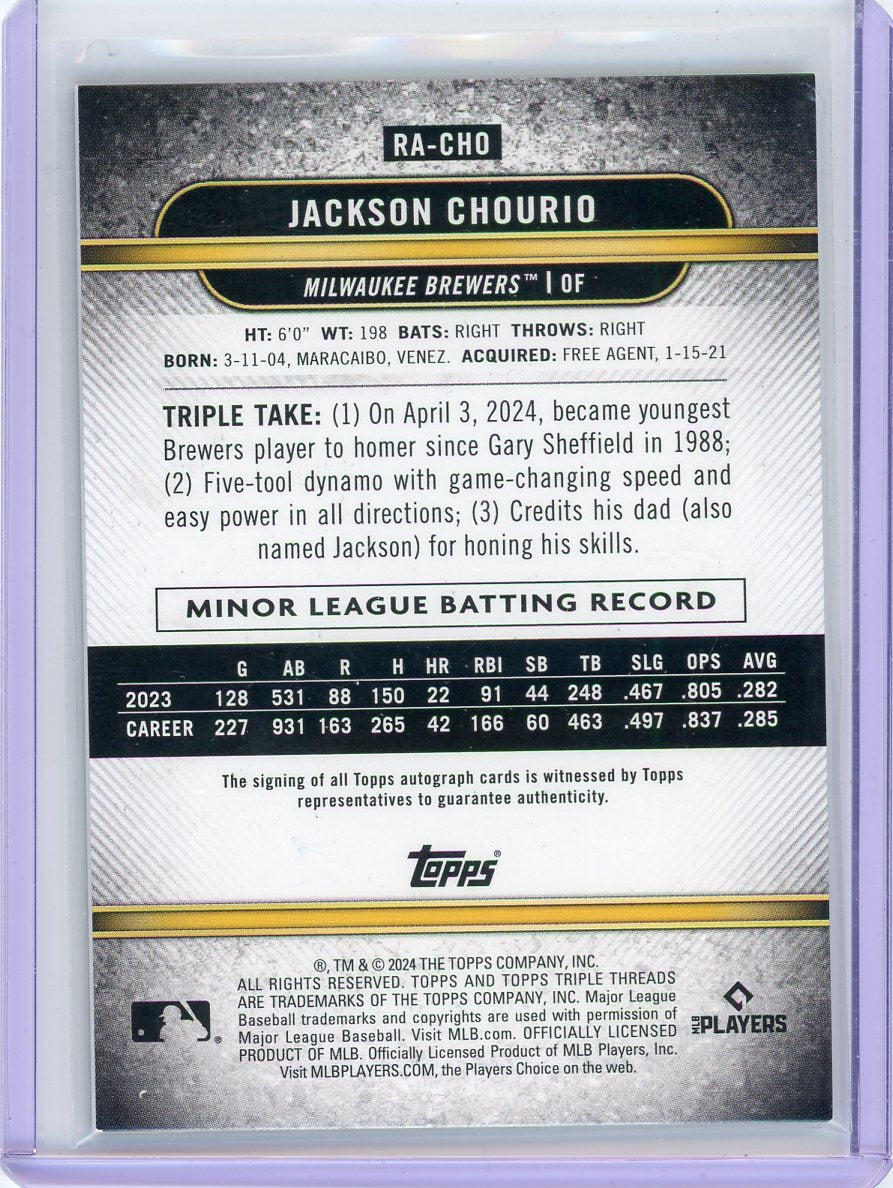 RA-CHO
JACKSON CHOURIO
MILWAUKEE BREWERS™ | OF
HT: 6'0" WT: 198 BATS: RIGHT THROWS: RIGHT
BORN: 3-11-04, MARACAIBO, VENEZ. ACQUIRED: FREE AGENT, 1-15-21
TRIPLE TAKE: (1) On April 3, 2024, became youngest
Brewers player to homer since Gary Sheffield in 1988;
(2) Five-tool dynamo with game-changing speed and
easy power in all directions; (3) Credits his dad (also
named Jackson) for honing his skills.
MINOR LEAGUE BATTING RECORD
G AB R H HR RBI SB TB SLG OPS AVG
2023 128 531 88 150 22 91 44 248 .467 .805 .282
CAREER 227 931 163 265 42 166 60 463 .497 .837 .285
The signing of all Topps autograph cards is witnessed by Topps
representatives to guarantee authenticity.
topps®
®, TM & © 2024 THE TOPPS COMPANY, INC.
ALL RIGHTS RESERVED. TOPPS AND TOPPS TRIPLE THREADS
ARE TRADEMARKS OF THE TOPPS COMPANY, INC. Major League
Baseball trademarks and copyrights are used with permission of
Major League Baseball. Visit MLB.com. OFFICIALLY LICENSED
PRODUCT OF MLB. Officially Licensed Product of MLB Players, Inc.
Visit MLBPLAYERS.COM, the Players Choice on the web.
®
MLB PLAYERS